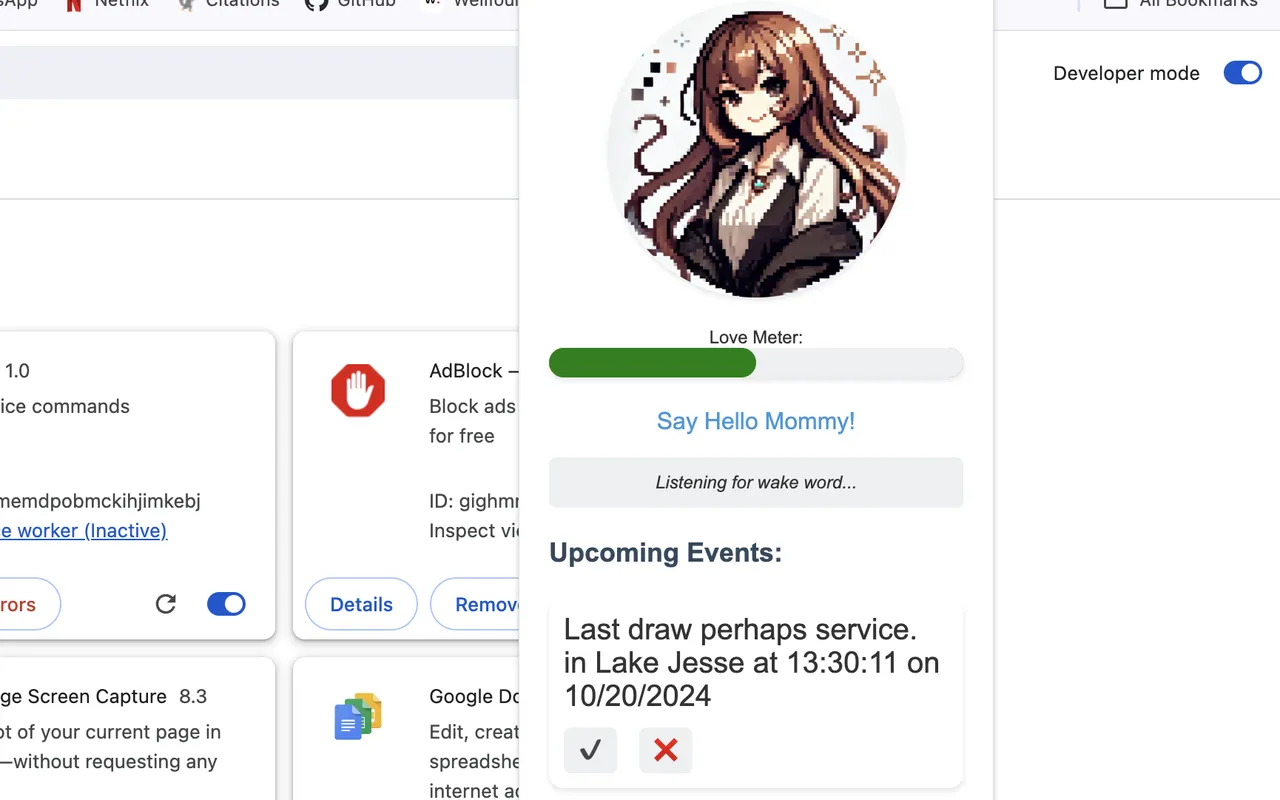 sApp Netflix Citations GitHub Wellfou
All Bookmarks
Developer mode
1.0
ice commands
memdpobmckihjimkebj
e worker (Inactive)
rors
AdBlock —
Block ads
for free
ID: gighmr
Inspect vie
Details Remove
ge Screen Capture 8.3
ot of your current page in
—without requesting any
Google Do
Edit, creat
spreadshe
internet ac
Love Meter:
Say Hello Mommy!
Listening for wake word...
Upcoming Events:
Last draw perhaps service.
in Lake Jesse at 13:30:11 on
10/20/2024